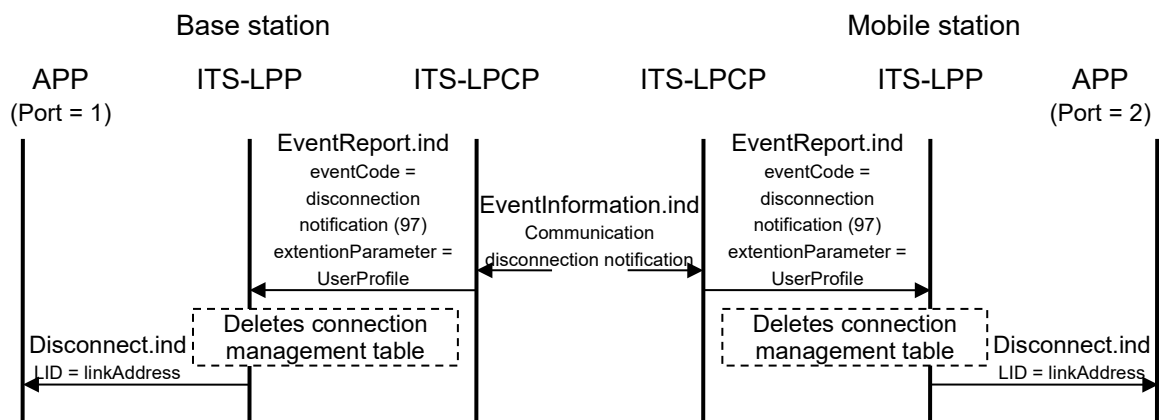 Base station
Mobile station
APP
ITS-LPP
ITS-LPCP
ITS-LPCP
ITS-LPP
APP
(Port = 1)
(Port = 2)
EventReport.ind
eventCode =
disconnection
notification (97)
extentionParameter =
UserProfile
EventInformation.ind
Communication
disconnection notification
EventReport.ind
eventCode =
disconnection
notification (97)
extentionParameter =
UserProfile
Deletes connection
management table
Deletes connection
management table
Disconnect.ind
LID = linkAddress
Disconnect.ind
LID = linkAddress